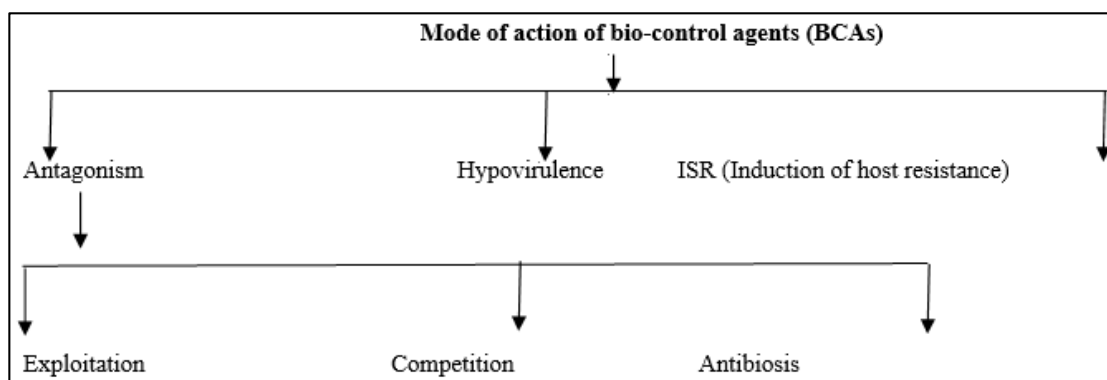 Mode of action of bio-control agents (BCAs)
Antagonism Hypovirulence ISR (Induction of host resistance)
Exploitation Competition Antibiosis